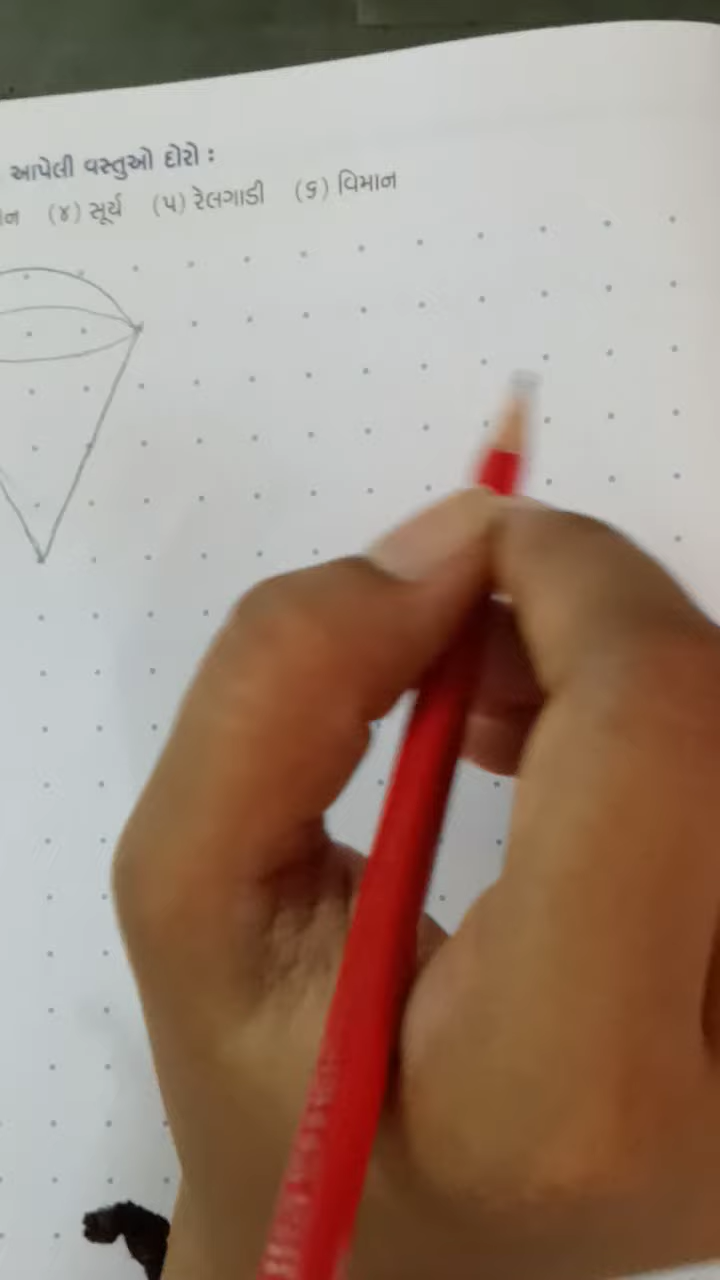 આપેલી વસ્તુઓ દોરો :
(૪) સૂર્ય (૫) રેલગાડી (૬) વિમાન